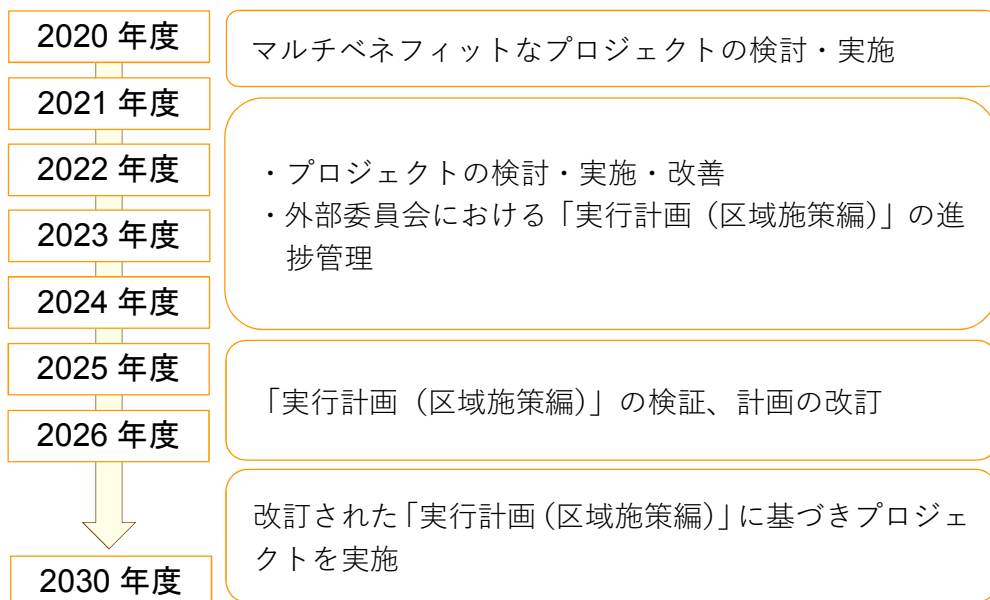 2020 年度
マルチベネフィットなプロジェクトの検討・実施
2021 年度
2022 年度
2023 年度
2024 年度
・プロジェクトの検討・実施・改善
・外部委員会における「実行計画（区域施策編）」の進
捗管理
2025 年度
2026 年度
「実行計画（区域施策編）」の検証、計画の改訂
改訂された「実行計画（区域施策編）」に基づきプロジェ
クトを実施
2030 年度